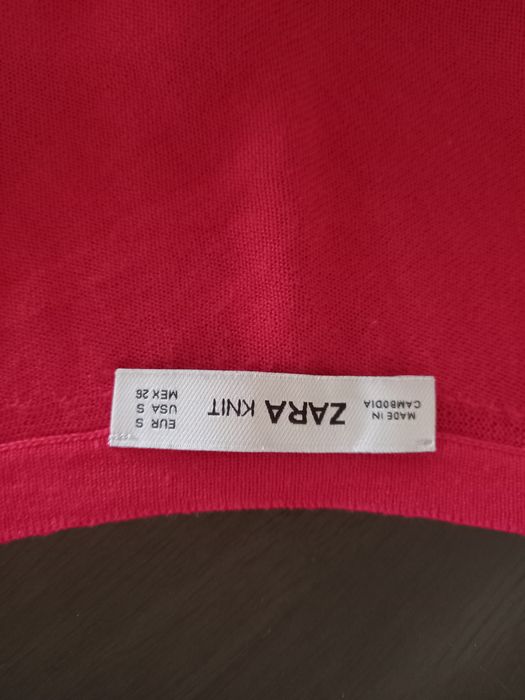 MADE IN
CAMBODIA
ZARA KNIT
EUR S
USA S
MEX 26